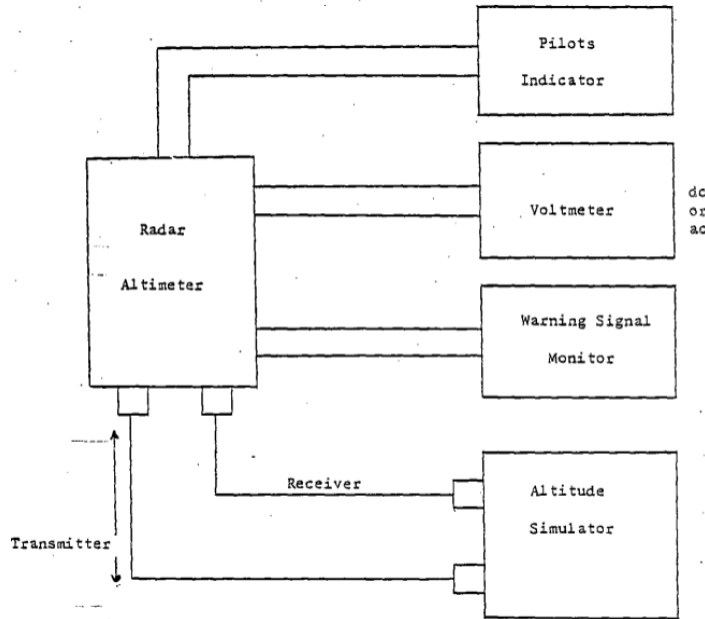 Pilots
Indicator
Radar
Altimeter
Voltmeter
dc
or
ac
Warning Signal
Monitor
Receiver
Altitude
Simulator
Transmitter